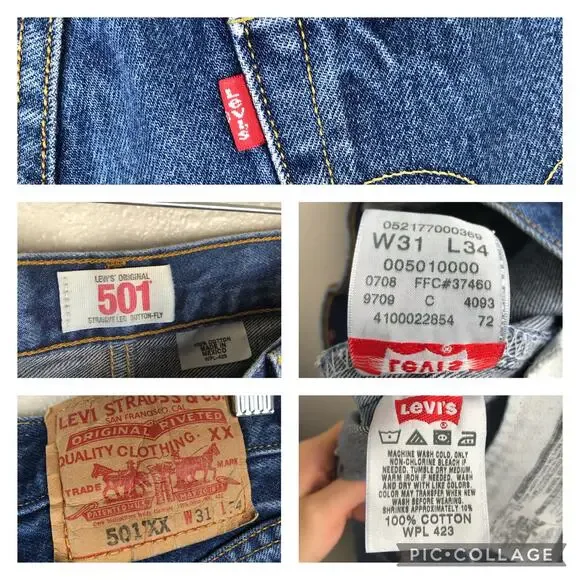 Levi's
LEVI'S® ORIGINAL
501®
STRAIGHT LEG BUTTON-FLY
100% COTTON
MADE IN
MEXICO
WPL 423
052177000369
W31 L34
005010000
0708 FFC#37460
9709 C 4093
4100022854 72
LEVI'S
LEVI STRAUSS & CO
SAN FRANCISCO CAL
ORIGINAL RIVETED
QUALITY CLOTHING. XX
TRADE MARK
PATENTED IN U.S.
501 XX W31 L34
LEVI'S
MACHINE WASH COLD, ONLY
NON-CHLORINE BLEACH IF
NEEDED. TUMBLE DRY MEDIUM,
WARM IRON IF NEEDED. WASH
AND DRY WITH LIKE COLORS.
COLOR MAY TRANSFER WHEN NEW
WASH BEFORE WEARING.
SHRINKS APPROXIMATELY 10%
100% COTTON
WPL 423
PIC•COLLAGE